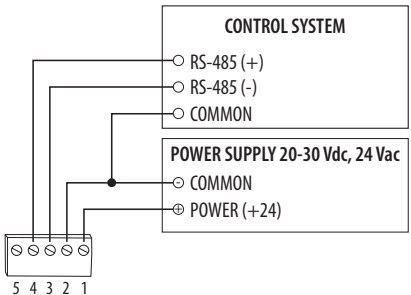 CONTROL SYSTEM
RS-485 (+)
RS-485 (-)
COMMON
POWER SUPPLY 20-30 Vdc, 24 Vac
COMMON
POWER (+24)
5 4 3 2 1